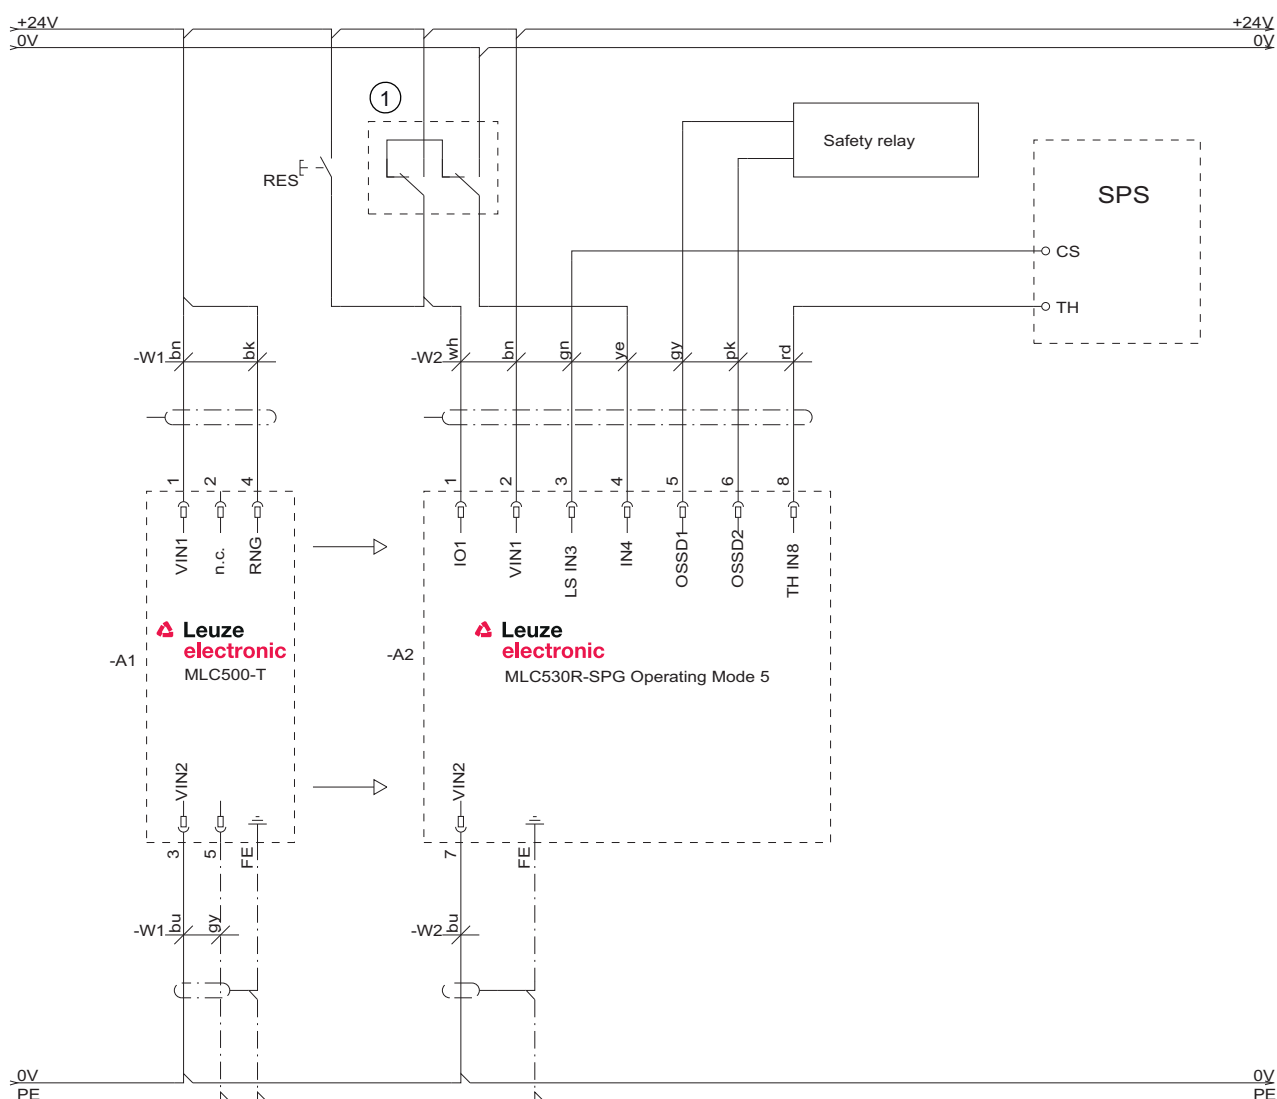 +24V
+24V
0V
0V
1
Safety relay
RES
SPS
CS
TH
-W1
bn
bk
-W2
wh
bn
gn
ye
gy
pk
rd
1
2
4
1
2
3
4
5
6
8
VIN1
n.c.
RNG
IO1
VIN1
LS IN3
IN4
OSSD1
OSSD2
TH IN8
-A1
Leuze
electronic
MLC500-T
-A2
Leuze
electronic
MLC530R-SPG Operating Mode 5
VIN2
VIN2
3
5
FE
7
FE
-W1
bu
gy
-W2
bu
0V
0V
PE
PE